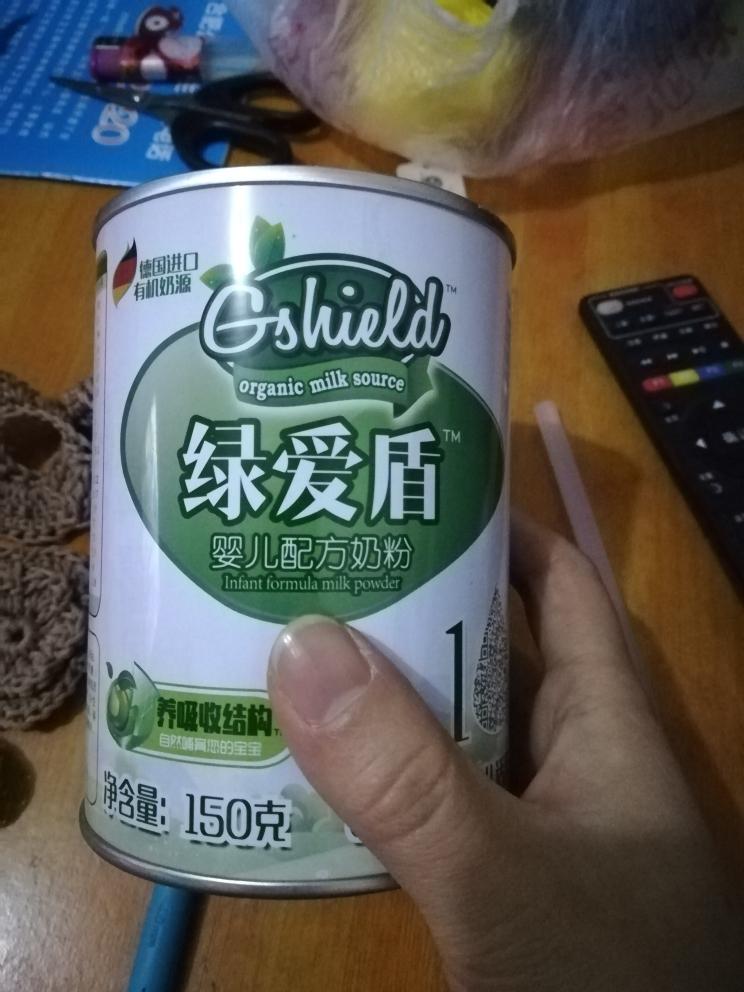 德国进口
有机奶源
Gshield™
organic milk source
绿爱盾™
婴儿配方奶粉
Infant formula milk powder
1
养吸收结构
自然哺育您的宝宝
净含量: 150克